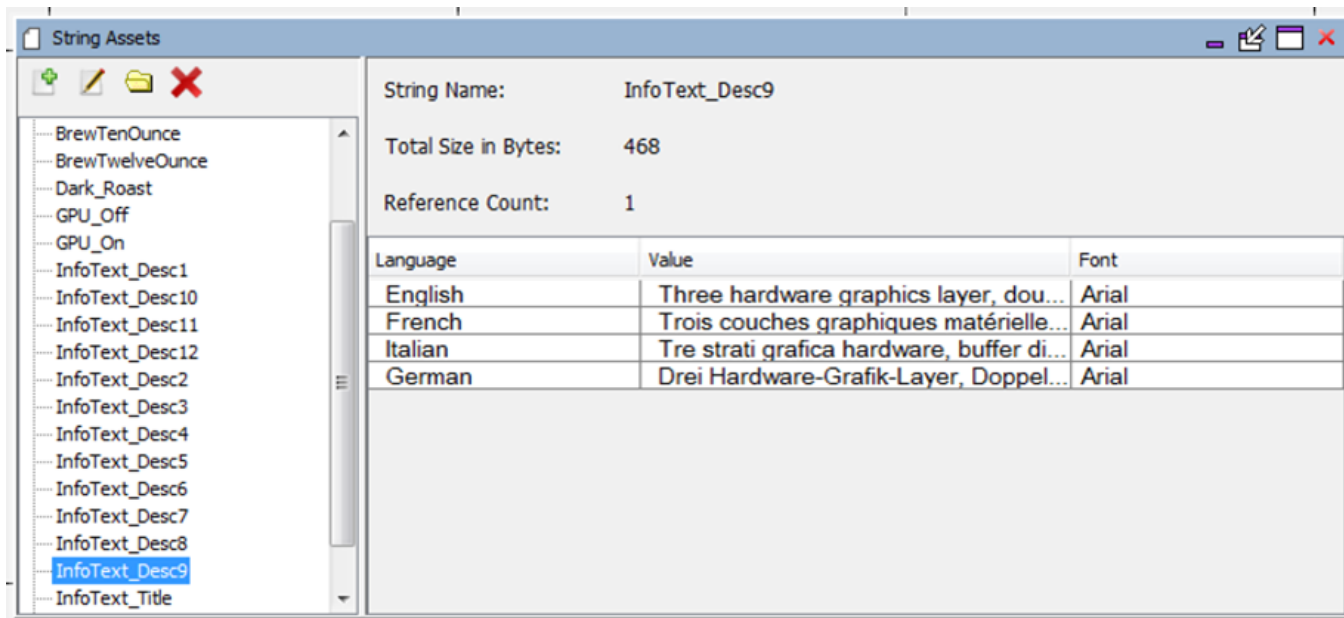 String Assets
BrewTenOunce
BrewTwelveOunce
Dark_Roast
GPU_Off
GPU_On
InfoText_Desc1
InfoText_Desc10
InfoText_Desc11
InfoText_Desc12
InfoText_Desc2
InfoText_Desc3
InfoText_Desc4
InfoText_Desc5
InfoText_Desc6
InfoText_Desc7
InfoText_Desc8
InfoText_Desc9
InfoText_Title
String Name: InfoText_Desc9
Total Size in Bytes: 468
Reference Count: 1
Language Value Font
English Three hardware graphics layer, dou... Arial
French Trois couches graphiques matérielle... Arial
Italian Tre strati grafica hardware, buffer di... Arial
German Drei Hardware-Grafik-Layer, Doppel... Arial